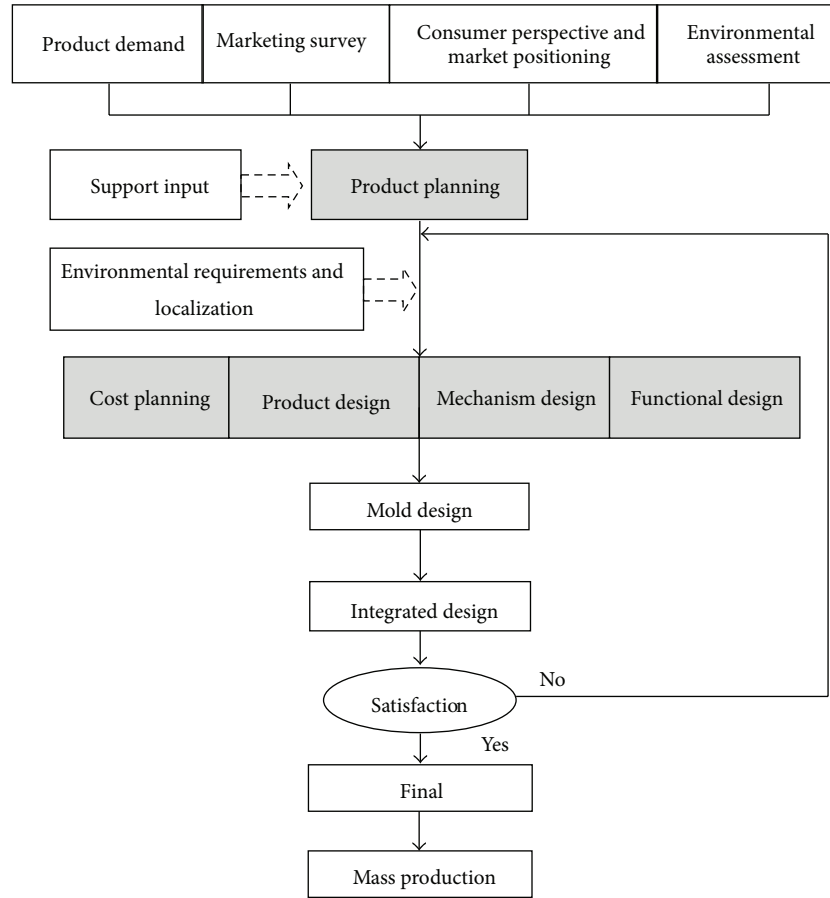 Product demand
Marketing survey
Consumer perspective and
market positioning
Environmental
assessment
Support input
Product planning
Environmental requirements and
localization
Cost planning
Product design
Mechanism design
Functional design
Mold design
Integrated design
Satisfaction
No
Yes
Final
Mass production